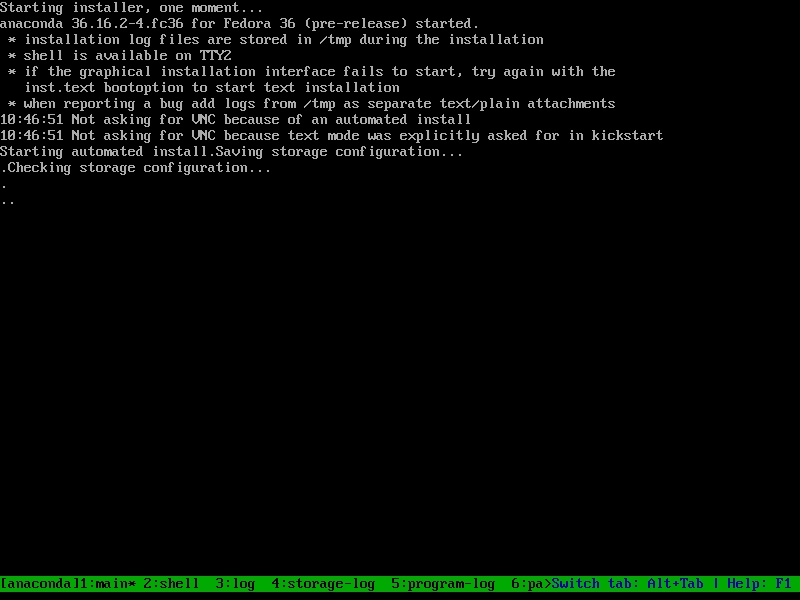 Starting installer, one moment...
anaconda 36.16.2-4.fc36 for Fedora 36 (pre-release) started.
 * installation log files are stored in /tmp during the installation
 * shell is available on TTY2
 * if the graphical installation interface fails to start, try again with the
   inst.text bootoption to start text installation
 * when reporting a bug add logs from /tmp as separate text/plain attachments
10:46:51 Not asking for VNC because of an automated install
10:46:51 Not asking for VNC because text mode was explicitly asked for in kickstart
Starting automated install.Saving storage configuration...
.Checking storage configuration...
.
..
[anaconda]1:main* 2:shell  3:log  4:storage-log  5:program-log  6:pa>Switch tab: Alt+Tab | Help: F1